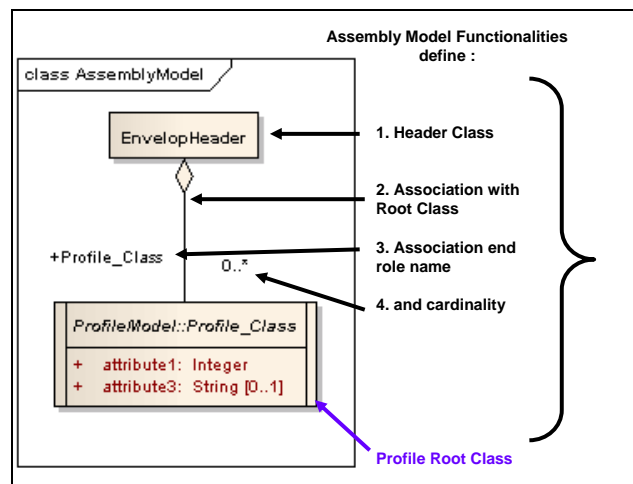 Assembly Model Functionalities
define :
class AssemblyModel
EnvelopHeader
1. Header Class
2. Association with
Root Class
+Profile_Class
0..*
3. Association end
role name
4. and cardinality
ProfileModel::Profile_Class
+ attribute1: Integer
+ attribute3: String [0..1]
Profile Root Class